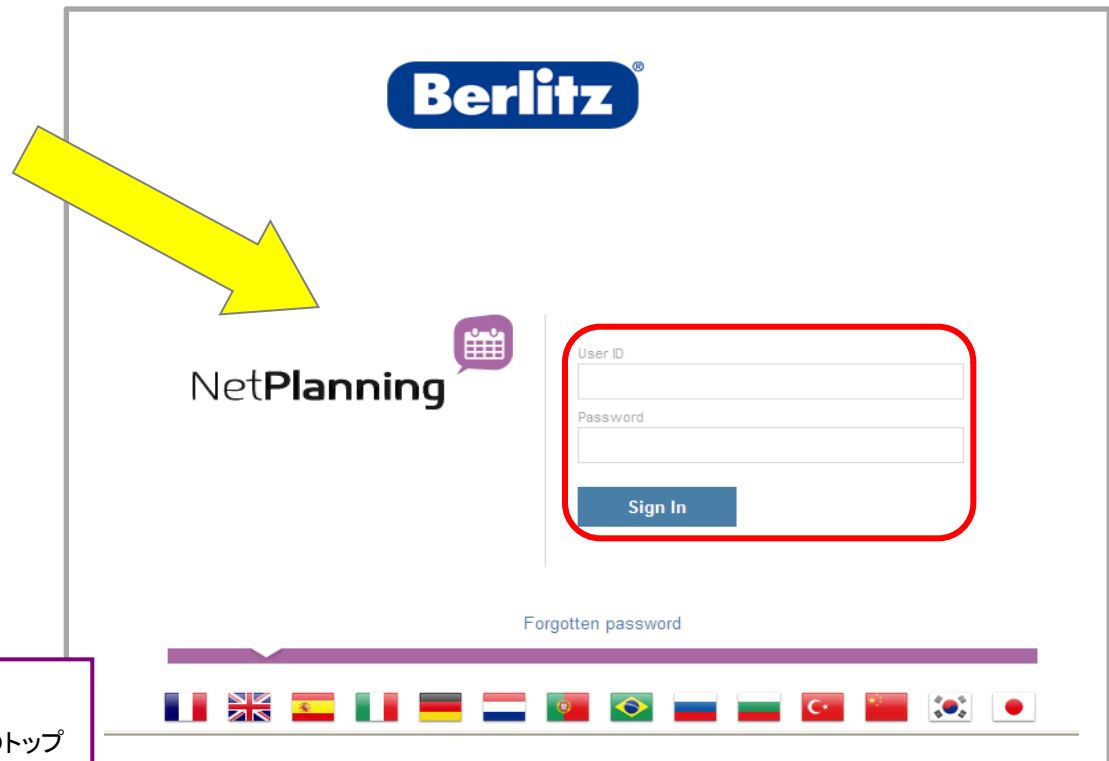 Berlitz®
NetPlanning
User ID
Password
Sign In
Forgotten password
トップ